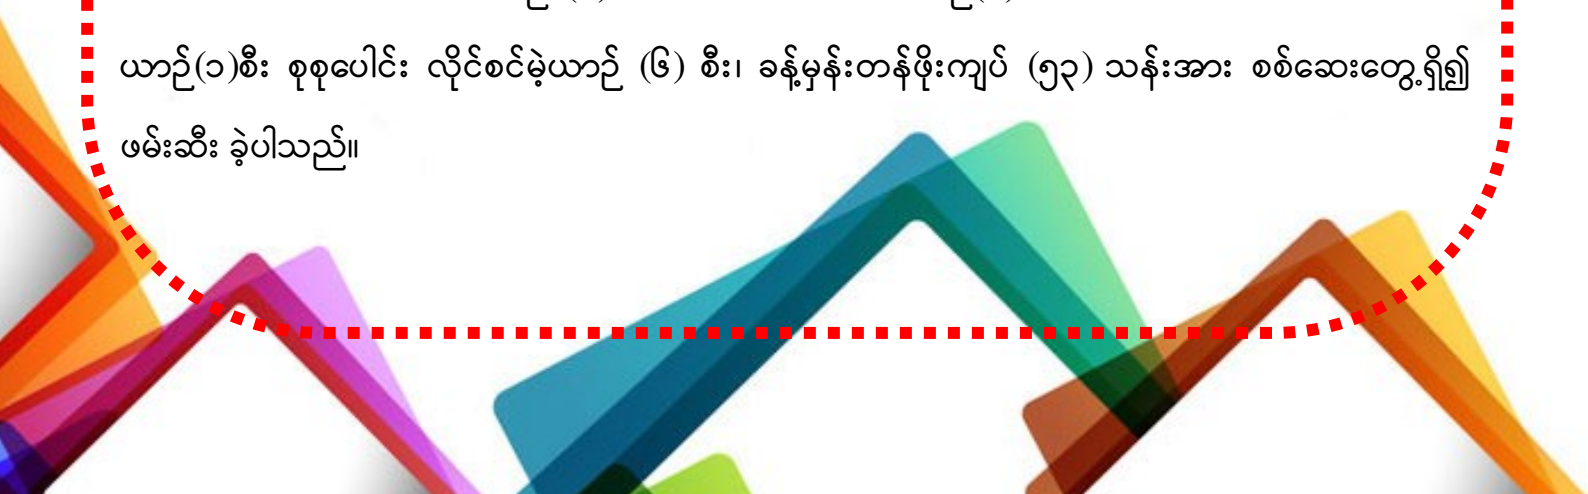 ယာဉ်(၁)စီး စုစုပေါင်း လိုင်စင်မဲ့ယာဉ် (၆) စီး၊ ခန့်မှန်းတန်ဖိုးကျပ် (၅၃) သန်းအား စစ်ဆေးတွေ့ရှိ၍
ဖမ်းဆီး ခဲ့ပါသည်။